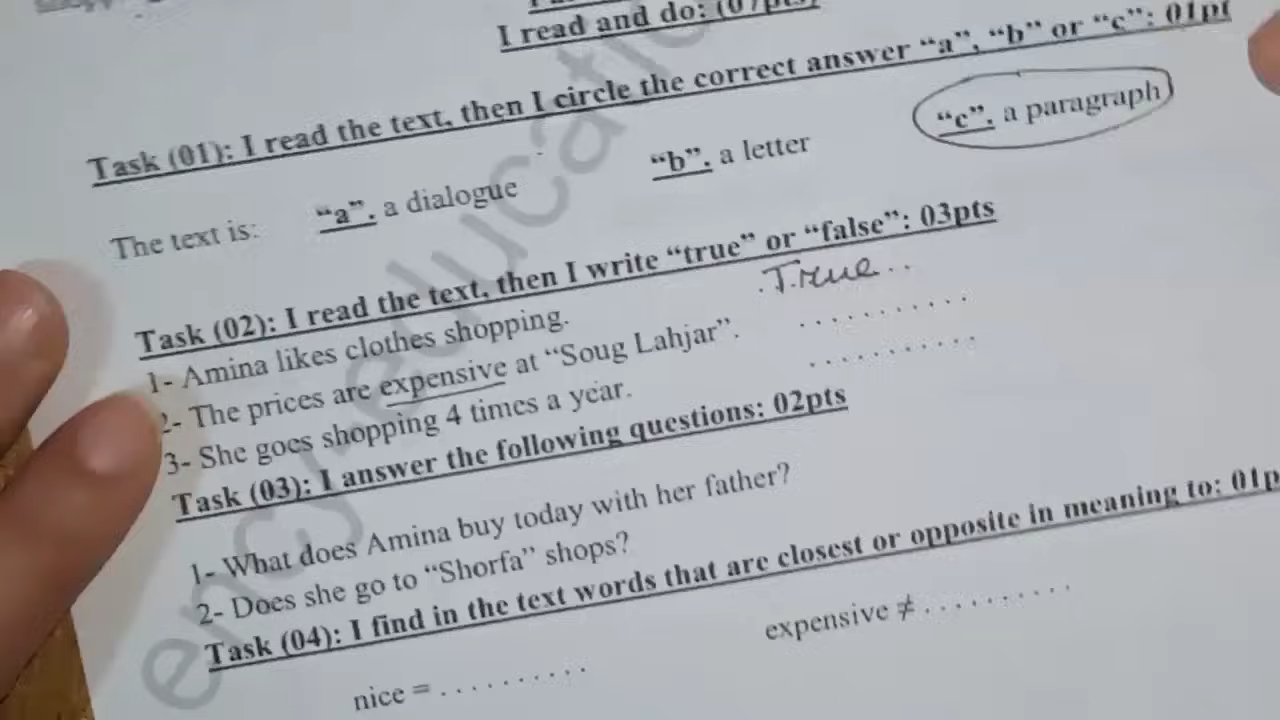 I read and do: (07pts)
Task (01): I read the text, then I circle the correct answer “a”, “b” or “c”: 01pt
The text is: “a”. a dialogue “b”. a letter “c”. a paragraph
Task (02): I read the text, then I write “true” or “false”: 03pts
1- Amina likes clothes shopping. .True..
2- The prices are expensive at “Soug Lahjar”. ...........
3- She goes shopping 4 times a year. ...........
Task (03): I answer the following questions: 02pts
1- What does Amina buy today with her father?
2- Does she go to “Shorfa” shops?
Task (04): I find in the text words that are closest or opposite in meaning to: 01p
nice = .......... expensive ≠ ..........
ency-education